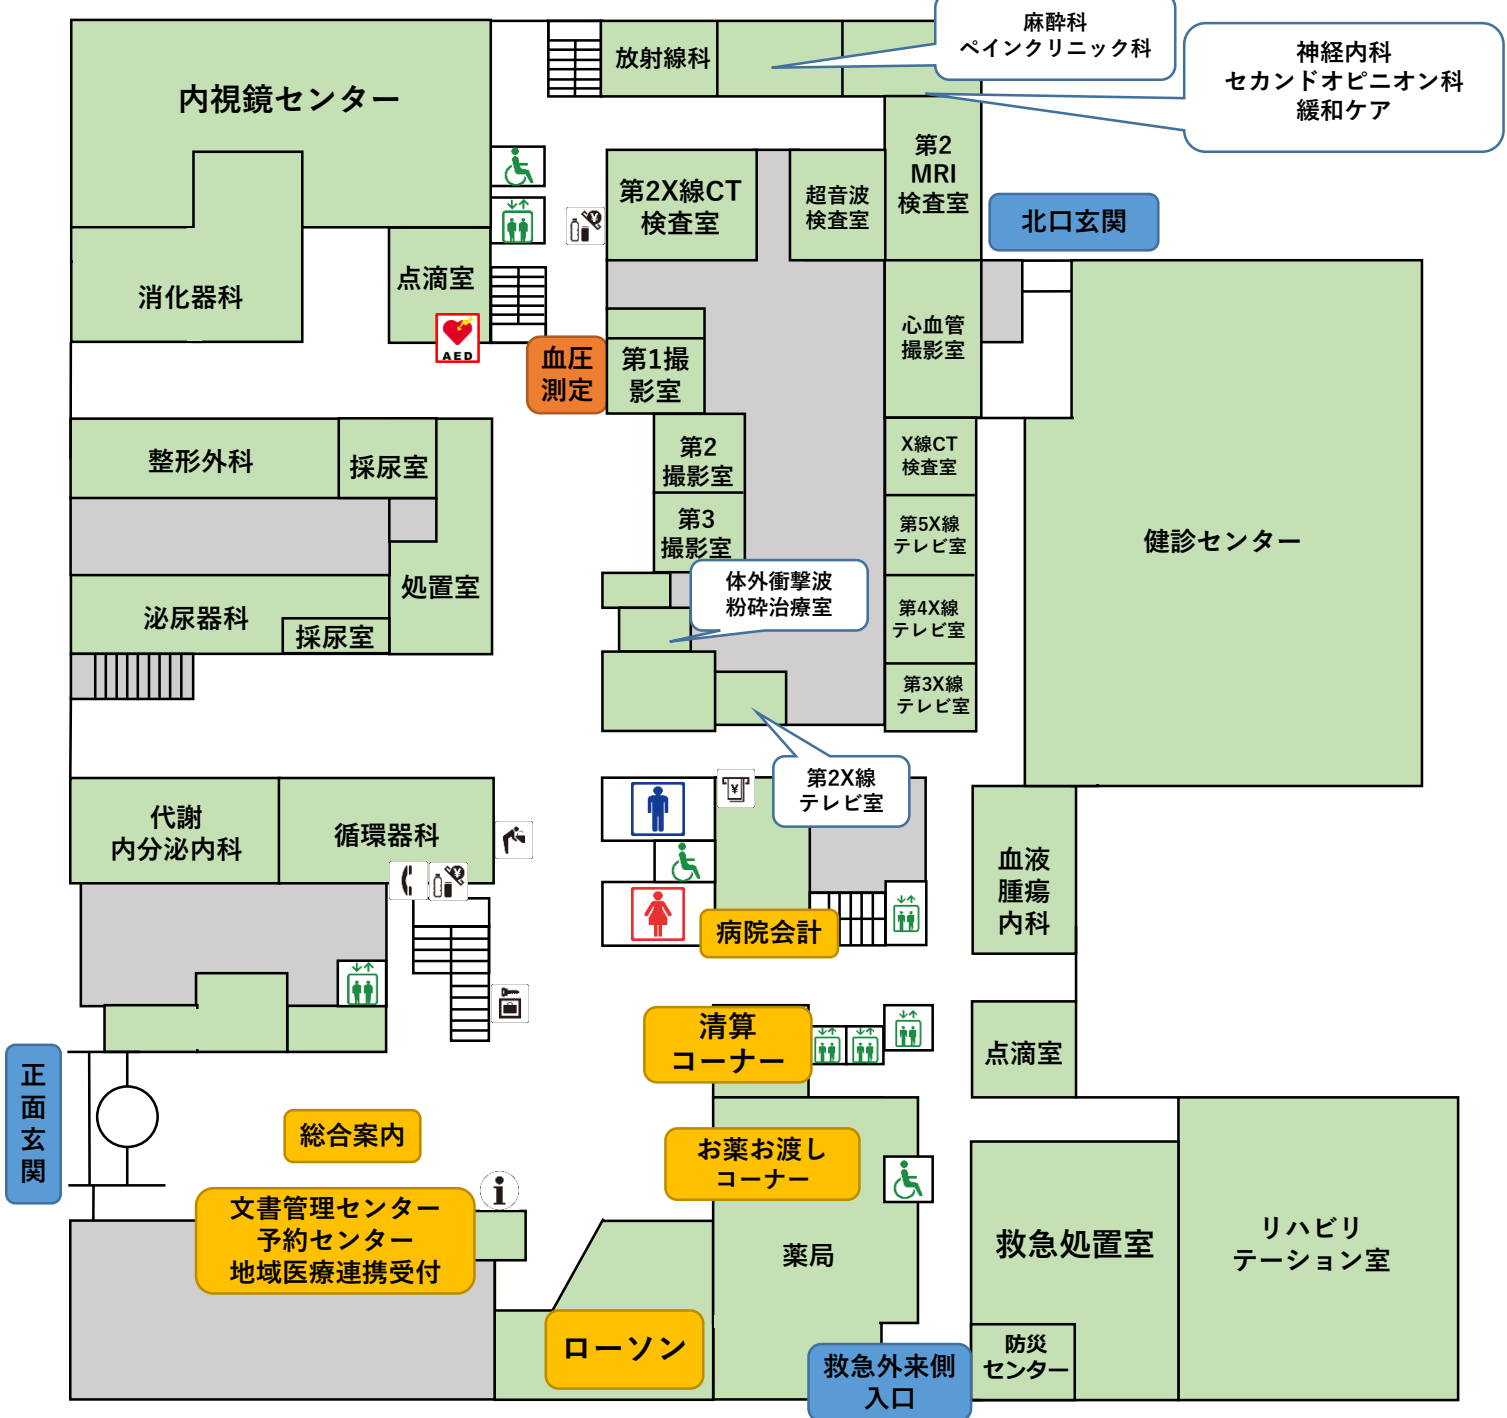 麻酔科
ペインクリニック科
神経内科
セカンドオピニオン科
緩和ケア
放射線科
内視鏡センター
第2
MRI
検査室
第2X線CT
検査室
超音波
検査室
北口玄関
点滴室
消化器科
AED
血圧
測定
第1撮
影室
心血管
撮影室
整形外科
採尿室
第2
撮影室
X線CT
検査室
第3
撮影室
第5X線
テレビ室
健診センター
処置室
体外衝撃波
粉砕治療室
泌尿器科
採尿室
第4X線
テレビ室
第3X線
テレビ室
第2X線
テレビ室
代謝
内分泌内科
循環器科
血液
腫瘍
内科
病院会計
清算
コーナー
点滴室
正
面
玄
関
総合案内
お薬お渡し
コーナー
文書管理センター
予約センター
地域医療連携受付
薬局
救急処置室
リハビリ
テーション室
ローソン
防災
センター
救急外来側
入口